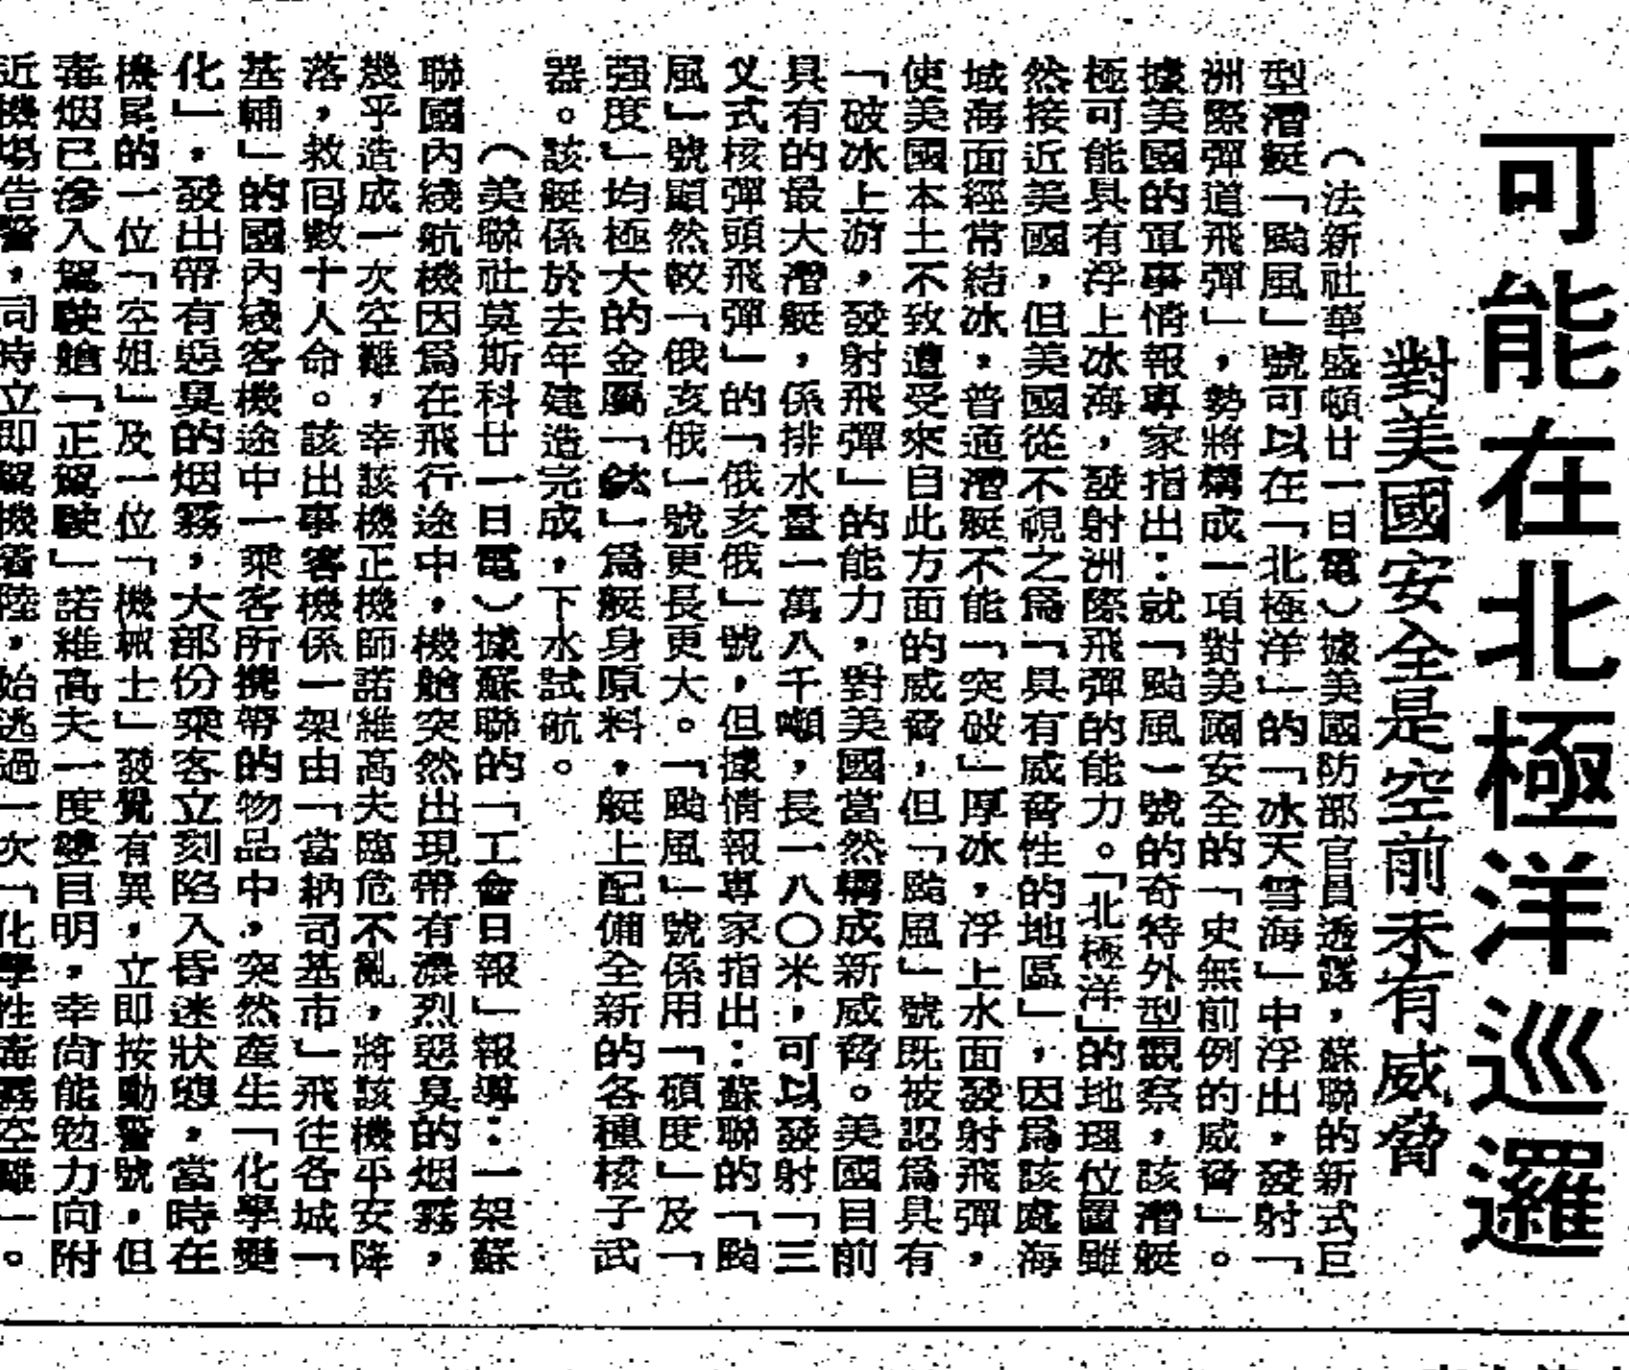 可能在北極洋巡邏
對美國安全是空前未有威脅
（法新社華盛頓廿一日電）據美國防部官員透露，蘇聯的新式巨
型潛艇「颱風」號可以在「北極洋」的「冰天雪海」中浮出，發射「
洲際彈道飛彈」，勢將構成一項對美國安全的「史無前例的威脅」。
據美國的軍事情報專家指出：就「颱風」號的奇特外型觀察，該潛艇
極可能具有浮上冰海，發射洲際飛彈的能力。「北極洋」的地理位置雖
然接近美國，但美國從不視之爲「具有威脅性的地區」，因爲該處海
域海面經常結冰，普通潛艇不能「突破」厚冰，浮上水面發射飛彈，
使美國本土不致遭受來自此方面的威脅，但「颱風」號既被認爲具有
「破冰上游，發射飛彈」的能力，對美國當然構成新威脅。美國目前
具有的最大潛艇，係排水量一萬八千噸，長一八〇米，可以發射「三
叉式核彈頭飛彈」的「俄亥俄」號，但據情報專家指出：蘇聯的「颱
風」號顯然較「俄亥俄」號更長更大。「颱風」號係用「碩度」及「
强度」均極大的金屬「鈦」爲艇身原料，艇上配備全新的各種核子武
器。該艇係於去年建造完成，下水試航。
（美聯社莫斯科廿一日電）據蘇聯的「工會日報」報導：一架蘇
聯國內綫航機因爲在飛行途中，機艙突然出現帶有濃烈惡臭的烟霧，
幾乎造成一次空難，幸該機正機師諾維高夫臨危不亂，將該機平安降
落，救回數十人命。該出事客機係一架由「當納司基市」飛往各城「
基輔」的國內綫客機途中一乘客所攜帶的物品中，突然產生「化學變
化」，發出帶有惡臭的烟霧，大部份乘客立刻陷入昏迷狀態，當時在
機尾的一位「空姐」及一位「機械士」發覺有異，立即按動警號，但
毒烟已滲入駕駛艙「正駕駛」諾維高夫一度雙目明，幸尚能勉力向附
近機場告警，同時立即駕機着陸，始逃過一次「化學性毒霧空難」。